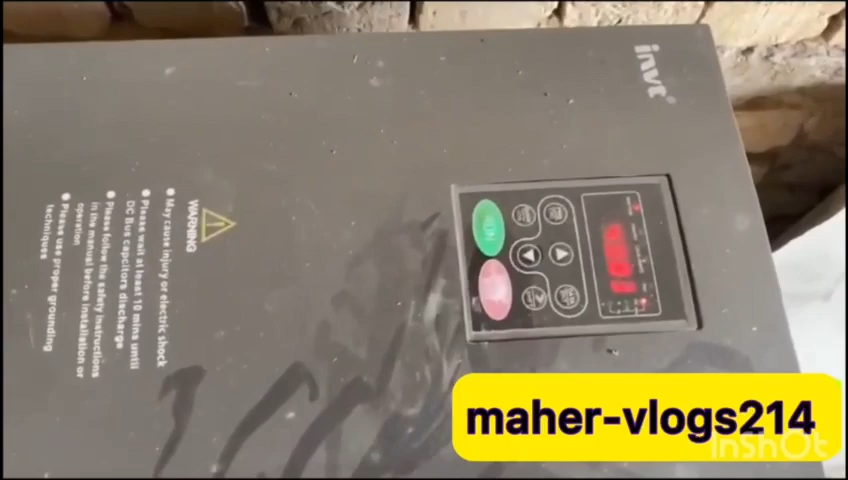 invt
WARNING
May cause injury or electric shock
Please wait at least 10 mins until
DC Bus capcitors discharge
Please follow the safety instructions
in the manual before installation or
operation
Please use proper grounding
techniques
RUN
maher-vlogs214
InShOt